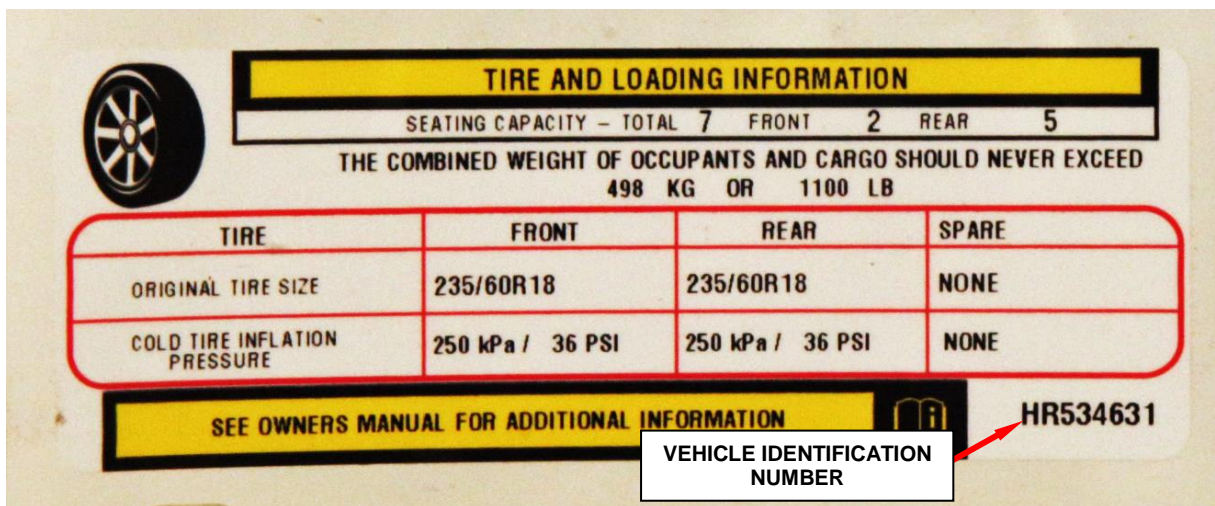 TIRE AND LOADING INFORMATION
SEATING CAPACITY – TOTAL 7 FRONT 2 REAR 5
THE COMBINED WEIGHT OF OCCUPANTS AND CARGO SHOULD NEVER EXCEED
498 KG OR 1100 LB
TIRE FRONT REAR SPARE
ORIGINAL TIRE SIZE 235/60R18 235/60R18 NONE
COLD TIRE INFLATION
PRESSURE 250 kPa / 36 PSI 250 kPa / 36 PSI NONE
SEE OWNERS MANUAL FOR ADDITIONAL INFORMATION
HR534631
VEHICLE IDENTIFICATION
NUMBER